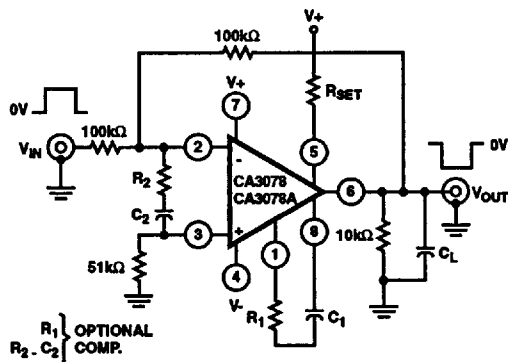 100kΩ
V+
RSET
V+
0V
100kΩ
VIN
7
2
-
5
R2
CA3078
CA3078A
6
0V
VOUT
C2
3
+
8
10kΩ
CL
51kΩ
4
1
V-
R1
C1
R1
R2 - C2
OPTIONAL
COMP.